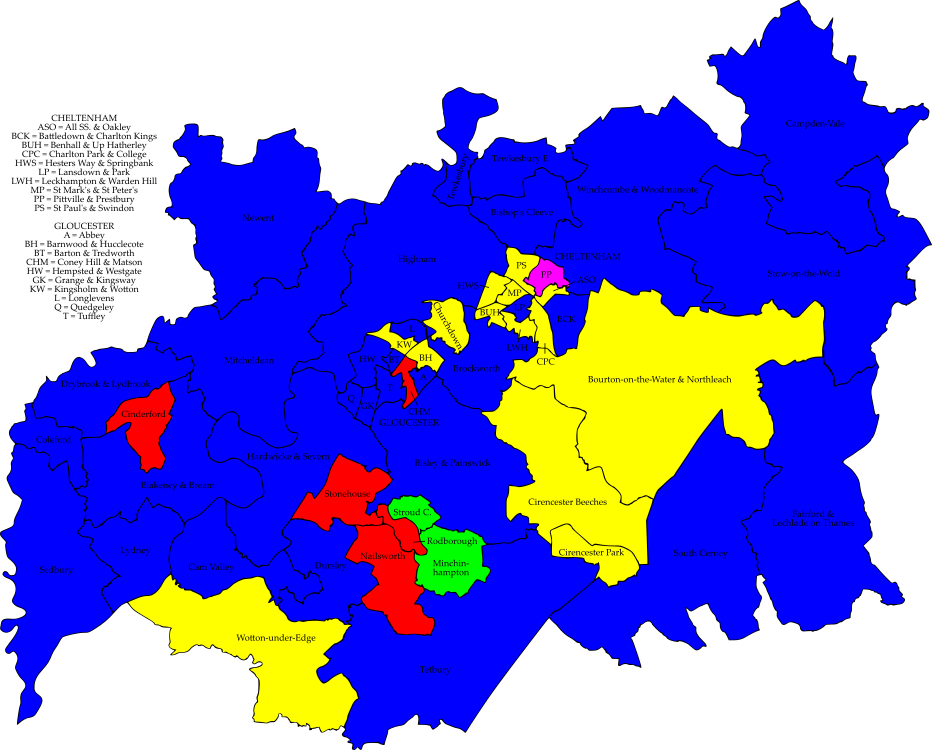 CHELTENHAM
ASO = All SS. & Oakley
BCK = Battledown & Charlton Kings
BUH = Benhall & Up Hatherley
CPC = Charlton Park & College
HWS = Hesters Way & Springbank
LP = Lansdown & Park
LWH = Leckhampton & Warden Hill
MP = St Mark's & St Peter's
PP = Pittville & Prestbury
PS = St Paul's & Swindon
GLOUCESTER
A = Abbey
BH = Barnwood & Hucclecote
BT = Barton & Tredworth
CHM = Coney Hill & Matson
HW = Hempsted & Westgate
GK = Grange & Kingsway
KW = Kingsholm & Wotton
L = Longlevens
Q = Quedgeley
T = Tuffley
Campden-Vale
Tewkesbury E.
Tewkesbury
Winchcombe & Woodmancote
Bishop's Cleeve
Newent
Highnam
CHELTENHAM
PS
PP
ASO
Stow-on-the-Wold
HWS
MP
BUH
BCK
Churchdown
L
KW
LWH
HW
BT
BH
CPC
Mitcheldean
Brockworth
Bourton-on-the-Water & Northleach
Drybrook & Lydbrook
A
T
Q
GK
CHM
GLOUCESTER
Cinderford
Coleford
Hardwicke & Severn
Bisley & Painswick
Blakeney & Bream
Stonehouse
Cirencester Beeches
Stroud C.
Fairford &
Lechlade on Thames
Rodborough
Lydney
Nailsworth
Cirencester Park
South Cerney
Minchin-
hampton
Sedbury
Cam Valley
Dursley
Wotton-under-Edge
Tetbury